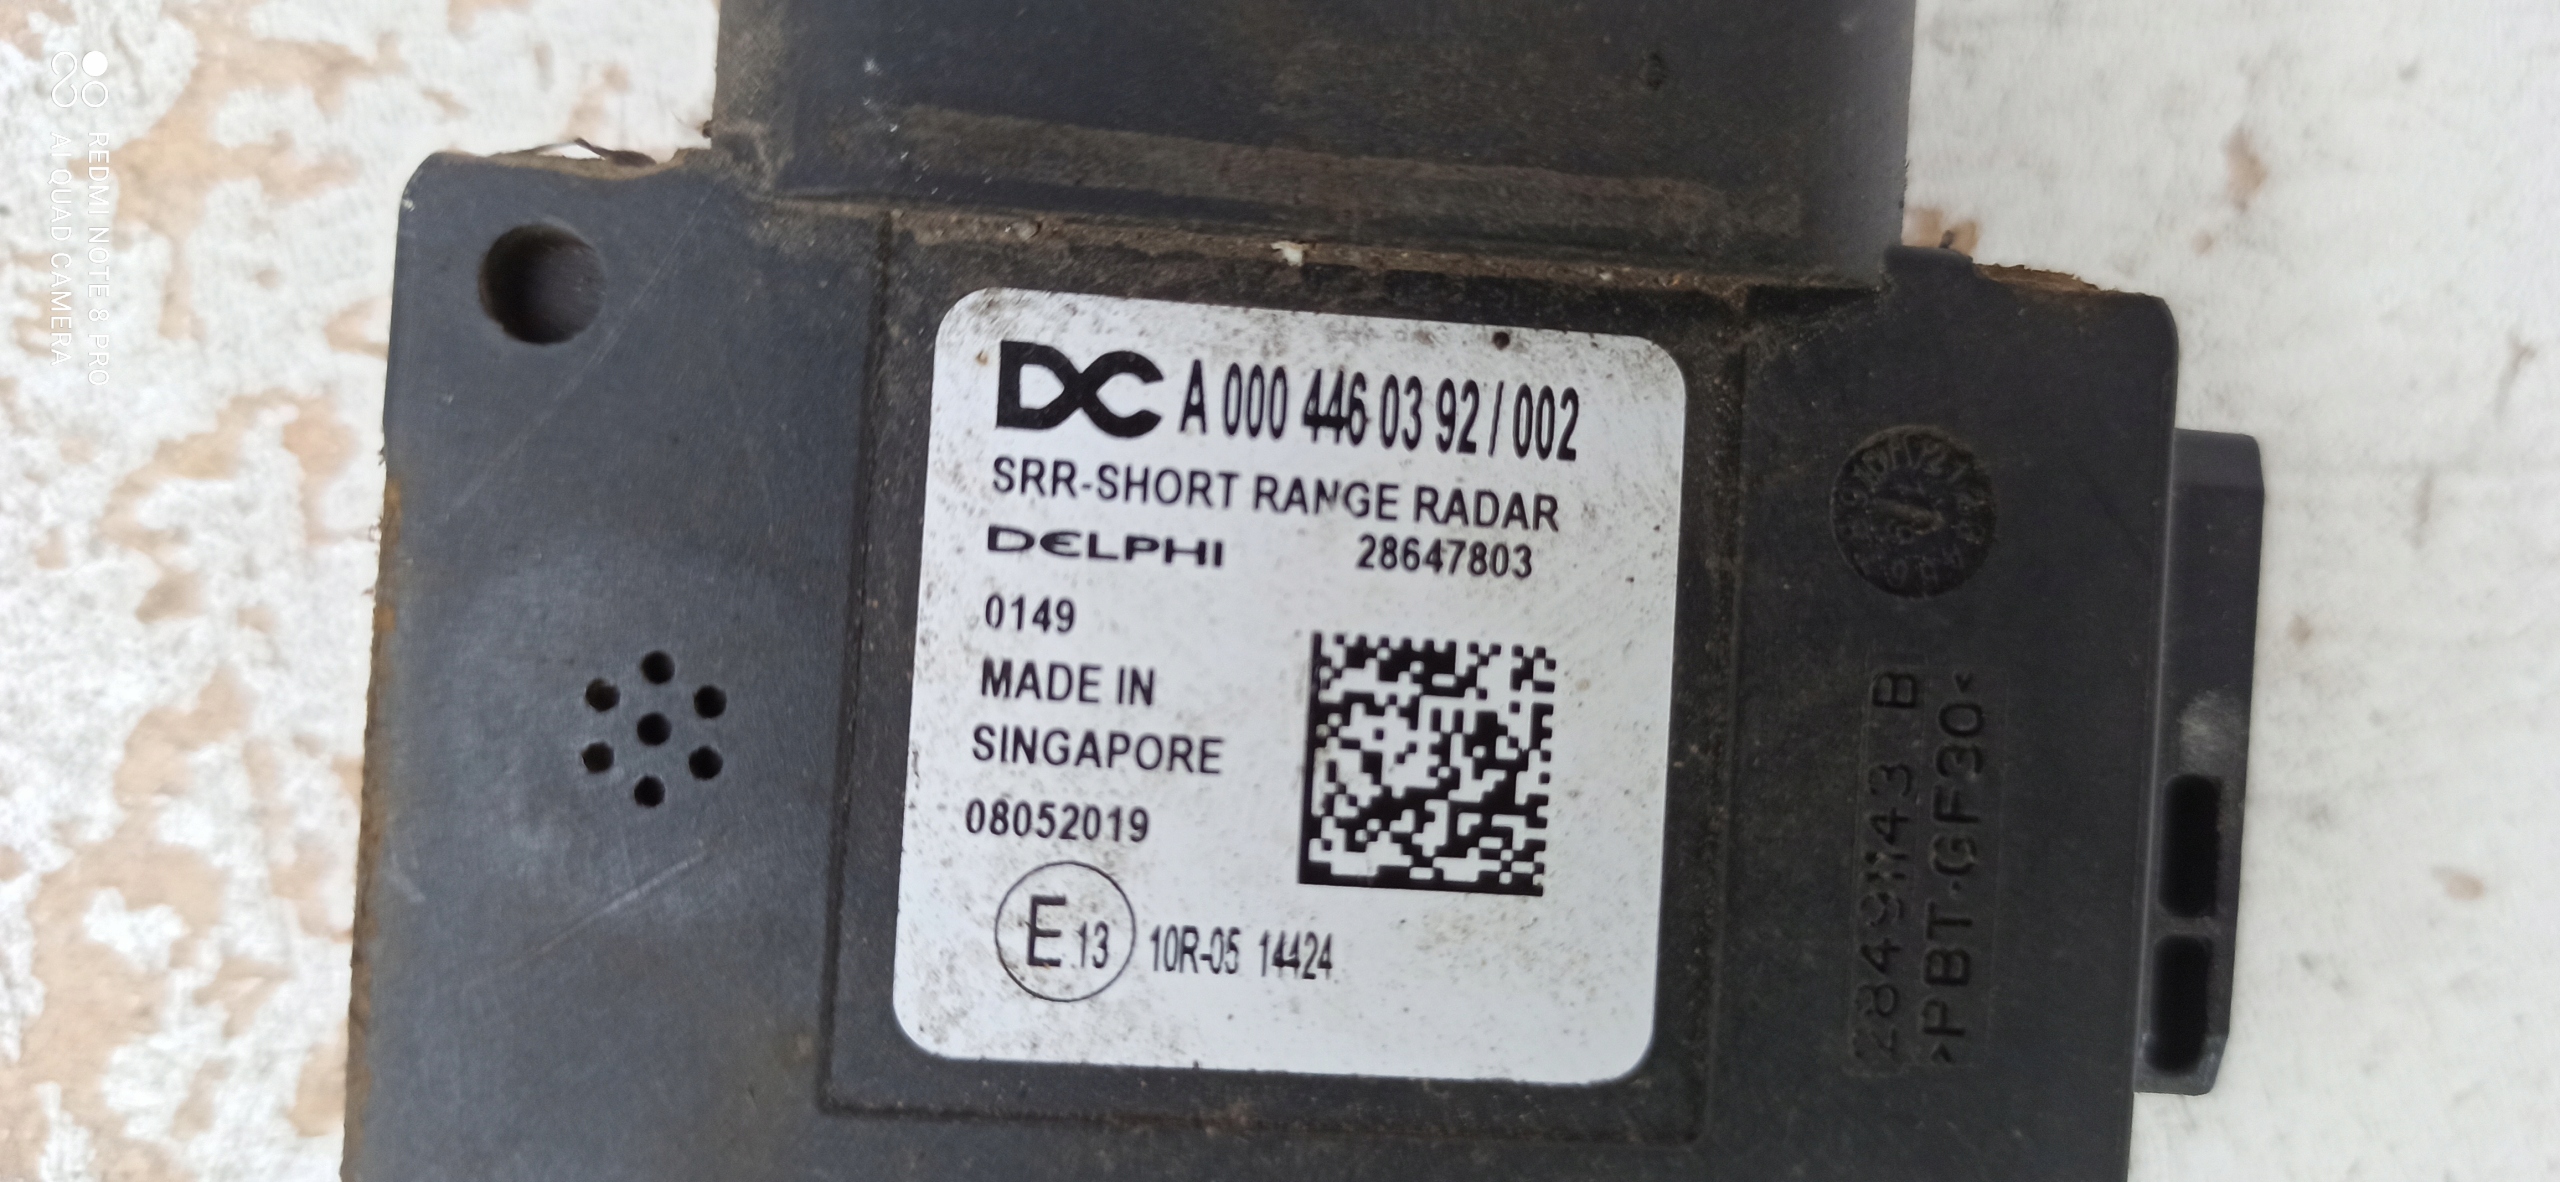 DC A 000 446 03 92 / 002
SRR-SHORT RANGE RADAR
DELPHI 28647803
0149
MADE IN
SINGAPORE
08052019
E 13 10R-05 14424
>PBT-GF30<
REDMI NOTE 8 PRO
AI QUAD CAMERA